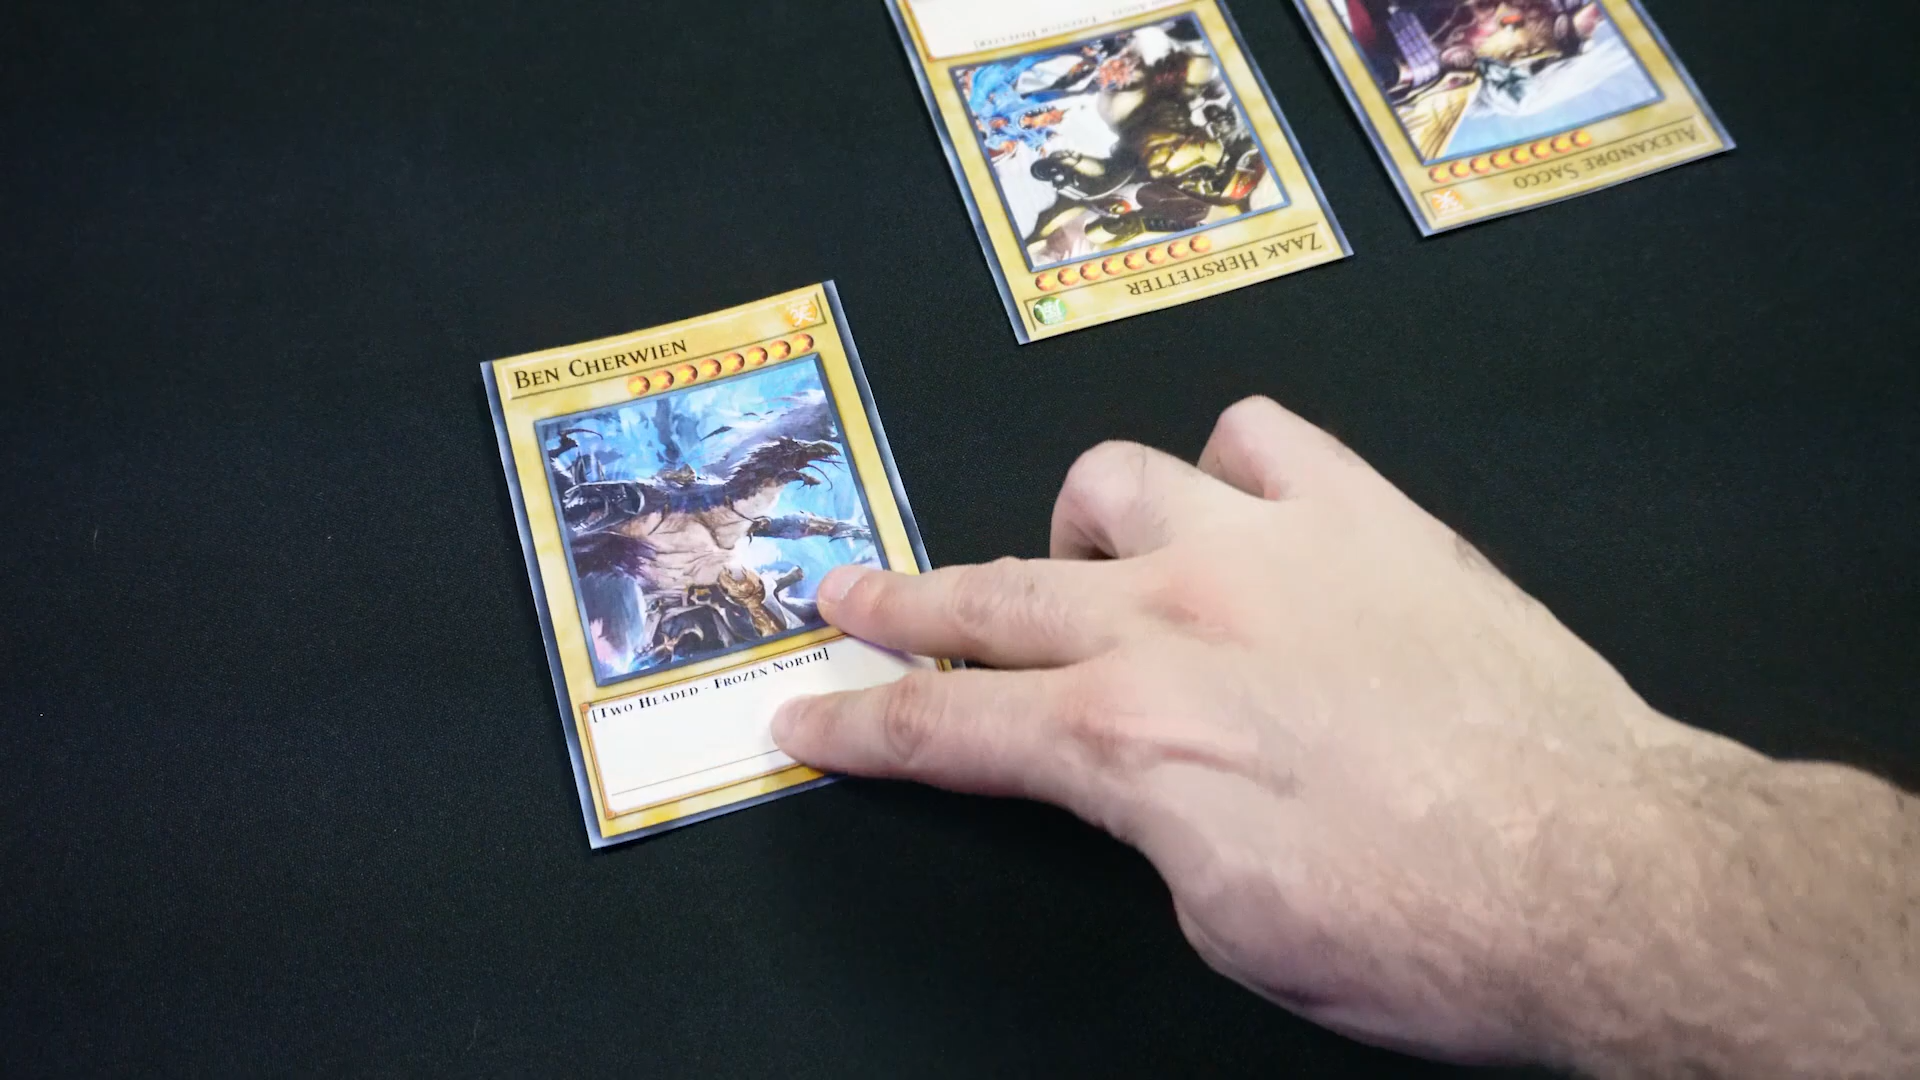 BEN CHERWIEN
[TWO HEADED - FROZEN NORTH]
ZAAK HERSTETTER
ALEXANDRE SACCO